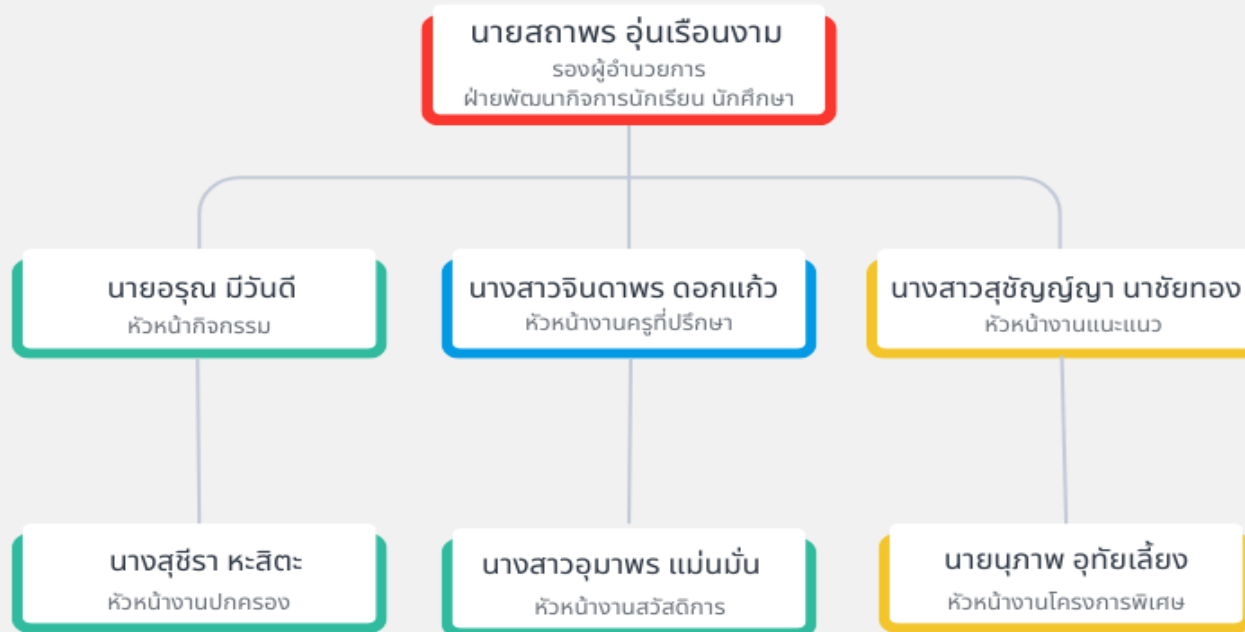 นายสถาพร อุ่นเรือนงาม
รองผู้อำนวยการ
ฝ่ายพัฒนากิจการนักเรียน นักศึกษา
นายอรุณ มีวันดี
หัวหน้ากิจกรรม
นางสาวจินดาพร ดอกแก้ว
หัวหน้างานครูที่ปรึกษา
นางสาวสุชัญญ์ญา นาชัยทอง
หัวหน้างานแนะแนว
นางสุชีรา หะสิตะ
หัวหน้างานปกครอง
นางสาวอุมาพร แม่นมั่น
หัวหน้างานสวัสดิการ
นายนุภาพ อุทัยเลี้ยง
หัวหน้างานโครงการพิเศษ